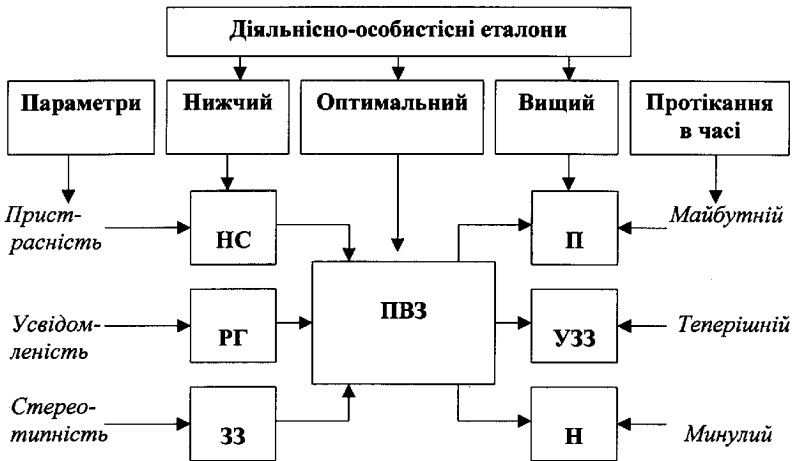 Діяльнісно-особистісні еталони
Параметри
Нижчий
Оптимальний
Вищий
Протікання
в часі
Прист-
расність
НС
П
Майбутній
ПВЗ
Усвідом-
леність
РГ
УЗЗ
Теперішній
Стерео-
типність
ЗЗ
Н
Минулий